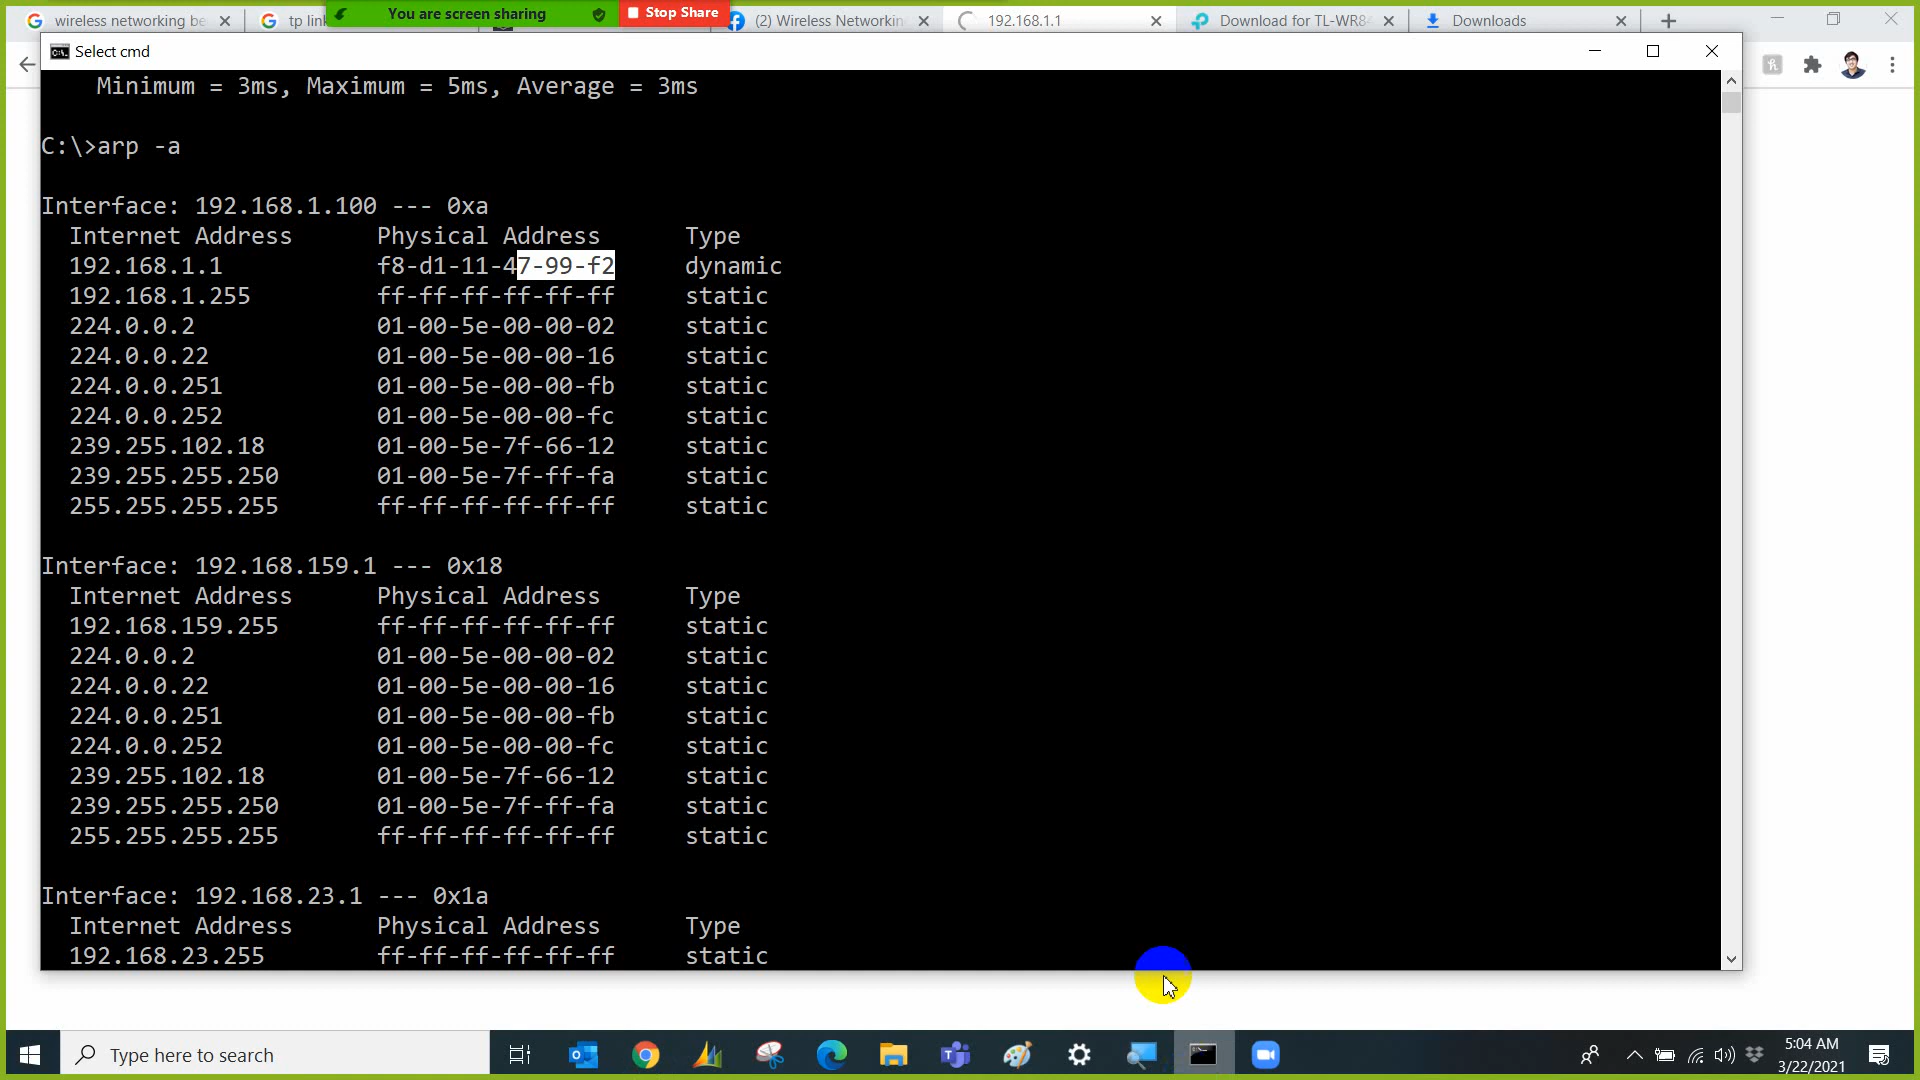 wireless networking be
tp lin
You are screen sharing
Stop Share
(2) Wireless Networkin
192.168.1.1
Download for TL-WR84
Downloads
Select cmd
Minimum = 3ms, Maximum = 5ms, Average = 3ms
C:\>arp -a
Interface: 192.168.1.100 --- 0xa
Internet Address Physical Address Type
192.168.1.1 f8-d1-11-47-99-f2 dynamic
192.168.1.255 ff-ff-ff-ff-ff-ff static
224.0.0.2 01-00-5e-00-00-02 static
224.0.0.22 01-00-5e-00-00-16 static
224.0.0.251 01-00-5e-00-00-fb static
224.0.0.252 01-00-5e-00-00-fc static
239.255.102.18 01-00-5e-7f-66-12 static
239.255.255.250 01-00-5e-7f-ff-fa static
255.255.255.255 ff-ff-ff-ff-ff-ff static
Interface: 192.168.159.1 --- 0x18
Internet Address Physical Address Type
192.168.159.255 ff-ff-ff-ff-ff-ff static
224.0.0.2 01-00-5e-00-00-02 static
224.0.0.22 01-00-5e-00-00-16 static
224.0.0.251 01-00-5e-00-00-fb static
224.0.0.252 01-00-5e-00-00-fc static
239.255.102.18 01-00-5e-7f-66-12 static
239.255.255.250 01-00-5e-7f-ff-fa static
255.255.255.255 ff-ff-ff-ff-ff-ff static
Interface: 192.168.23.1 --- 0x1a
Internet Address Physical Address Type
192.168.23.255 ff-ff-ff-ff-ff-ff static
Type here to search
5:04 AM
3/22/2021